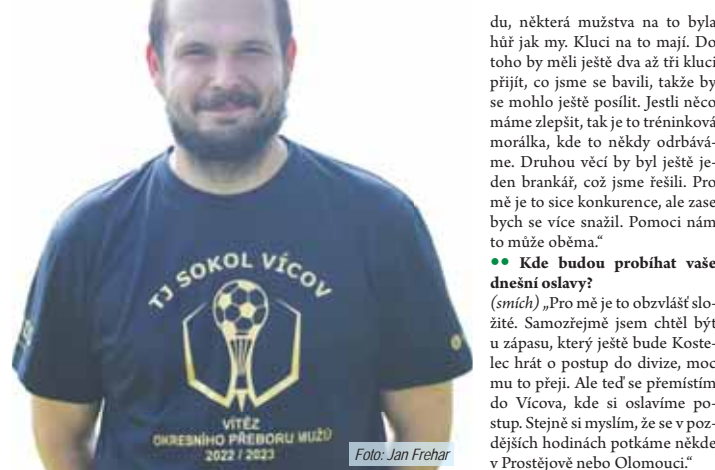 TJ SOKOL VÍCOV
VÍTĚZ
OKRESNÍHO PŘEBORU MUŽŮ
2022 / 2023
Foto: Jan Frehar
du, některá mužstva na to byla
hůř jak my. Kluci na to mají. Do
toho by měli ještě dva až tři kluci
přijít, co jsme se bavili, takže by
se mohlo ještě posílit. Jestli něco
máme zlepšit, tak je to tréninková
morálka, kde to někdy odrbává-
me. Druhou věcí by byl ještě je-
den brankář, což jsme řešili. Pro
mě je to sice konkurence, ale zase
bych se více snažil. Pomoci nám
to může oběma.“
•• Kde budou probíhat vaše
dnešní oslavy?
(smích) „Pro mě je to obzvlášť slo-
žité. Samozřejmě jsem chtěl být
u zápasu, který ještě bude Koste-
lec hrát o postup do divize, moc
mu to přeji. Ale teď se přemístím
do Vícova, kde si oslavíme po-
stup. Stejně si myslím, že se v poz-
dějších hodinách potkáme někde
v Prostějově nebo Olomouci.“